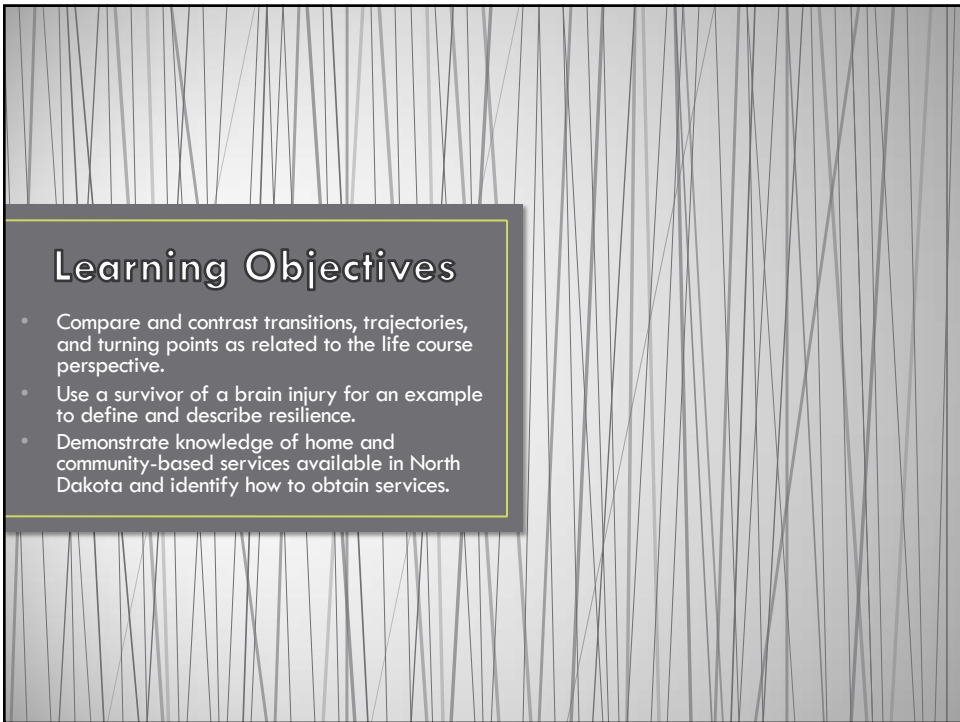 Learning Objectives
• Compare and contrast transitions, trajectories,
and turning points as related to the life course
perspective.
• Use a survivor of a brain injury for an example
to define and describe resilience.
• Demonstrate knowledge of home and
community-based services available in North
Dakota and identify how to obtain services.